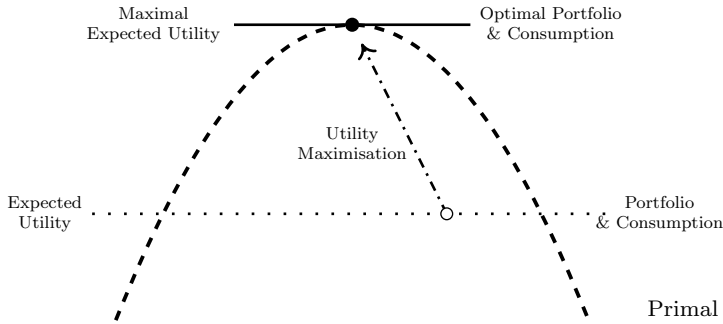 Maximal
Expected Utility
Optimal Portfolio
& Consumption
Utility
Maximisation
Expected
Utility
Portfolio
& Consumption
Primal